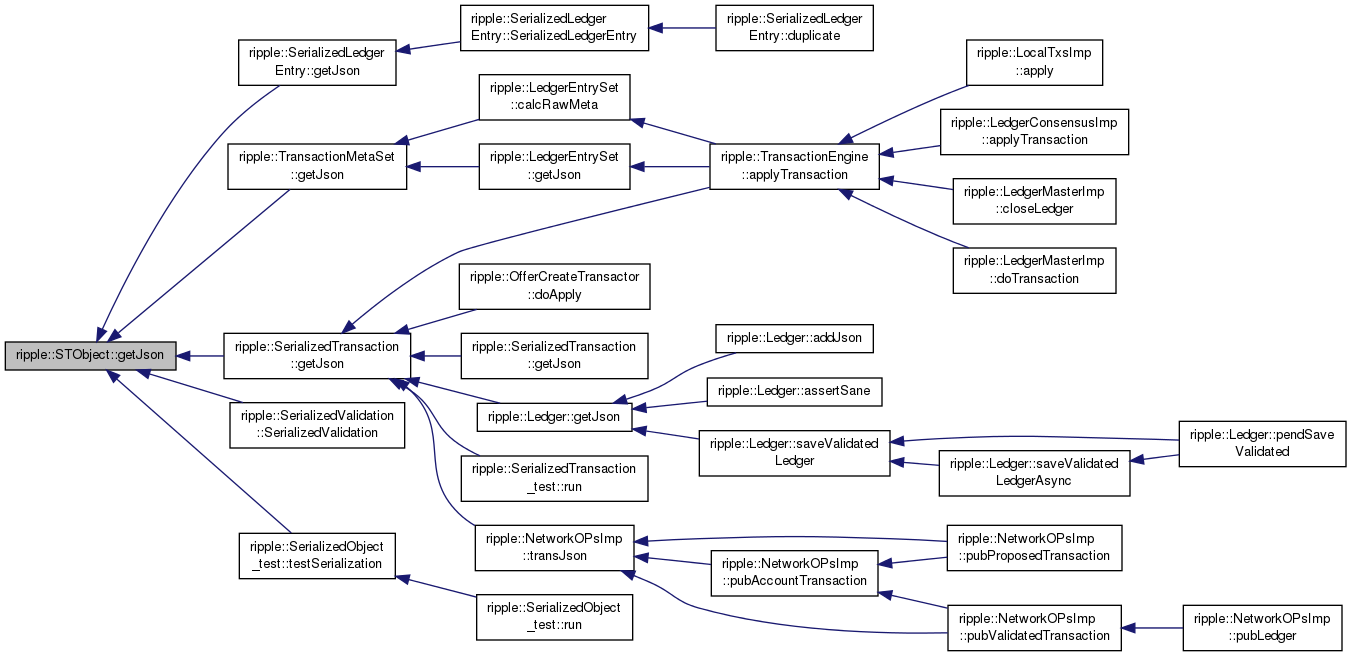 ripple::STObject::getJson
ripple::SerializedLedger
Entry::getJson
ripple::SerializedLedger
Entry::SerializedLedgerEntry
ripple::SerializedLedger
Entry::duplicate
ripple::TransactionMetaSet
::getJson
ripple::LedgerEntrySet
::calcRawMeta
ripple::LedgerEntrySet
::getJson
ripple::TransactionEngine
::applyTransaction
ripple::LocalTxsImp
::apply
ripple::LedgerConsensusImp
::applyTransaction
ripple::LedgerMasterImp
::closeLedger
ripple::LedgerMasterImp
::doTransaction
ripple::SerializedTransaction
::getJson
ripple::OfferCreateTransactor
::doApply
ripple::SerializedTransaction
::getJson
ripple::Ledger::getJson
ripple::Ledger::addJson
ripple::Ledger::assertSane
ripple::Ledger::saveValidated
Ledger
ripple::Ledger::saveValidated
LedgerAsync
ripple::Ledger::pendSave
Validated
ripple::SerializedTransaction
_test::run
ripple::NetworkOPsImp
::transJson
ripple::NetworkOPsImp
::pubAccountTransaction
ripple::NetworkOPsImp
::pubProposedTransaction
ripple::NetworkOPsImp
::pubValidatedTransaction
ripple::NetworkOPsImp
::pubLedger
ripple::SerializedValidation
::SerializedValidation
ripple::SerializedObject
_test::testSerialization
ripple::SerializedObject
_test::run